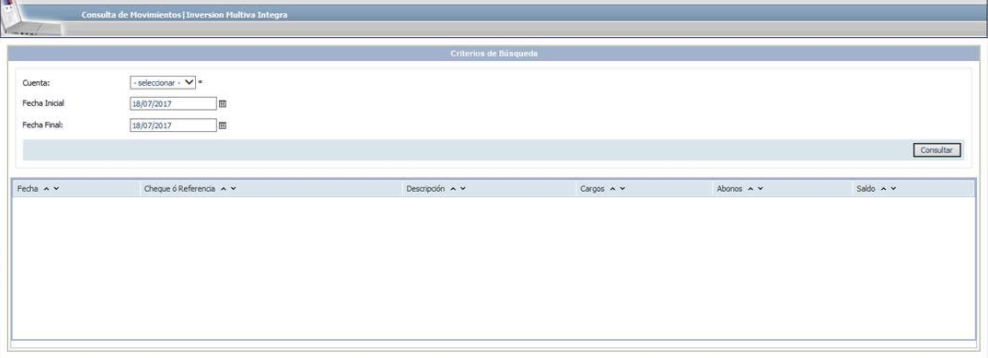 Consulta de Movimientos|Inversion Multiva Integra
Criterios de Búsqueda
Cuenta: - seleccionar - *
Fecha Inicial 18/07/2017
Fecha Final: 18/07/2017
Consultar
Fecha Cheque ó Referencia Descripción Cargos Abonos Saldo